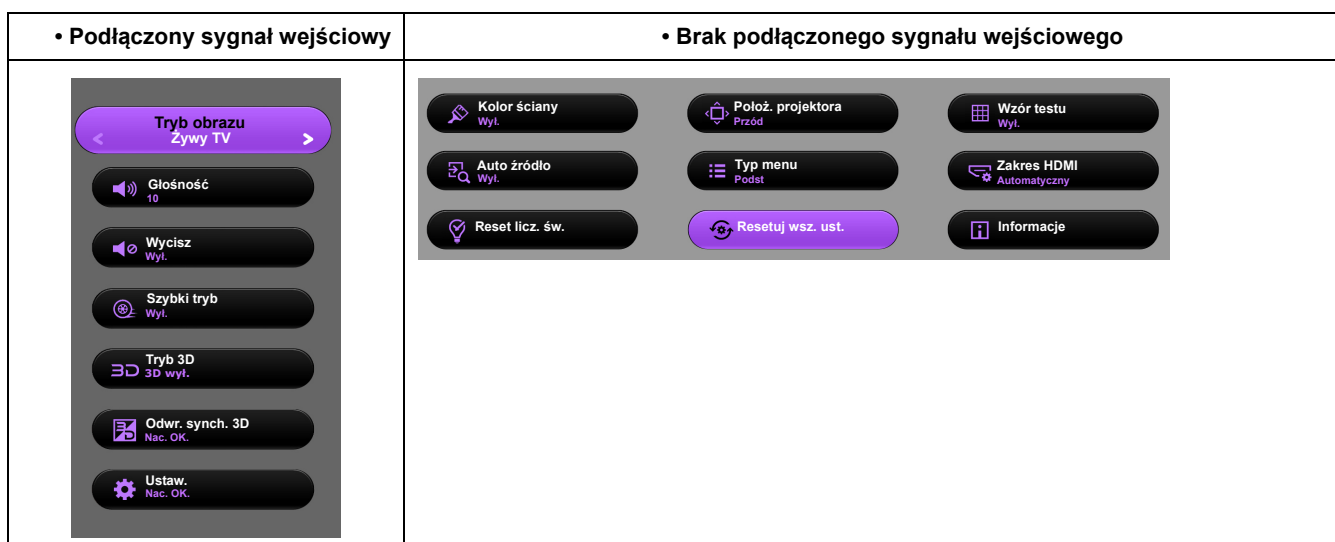 • Podłączony sygnał wejściowy
• Brak podłączonego sygnału wejściowego
Tryb obrazu
< Żywy TV >
Głośność
10
Wycisz
Wył.
Szybki tryb
Wył.
3D
Tryb 3D
3D wył.
Odwr. synch. 3D
Nac. OK.
Ustaw.
Nac. OK.
Kolor ściany
Wył.
Położ. projektora
Przód
Wzór testu
Wył.
Auto źródło
Wył.
Typ menu
Podst
Zakres HDMI
Automatyczny
Reset licz. św.
Resetuj wsz. ust.
Informacje